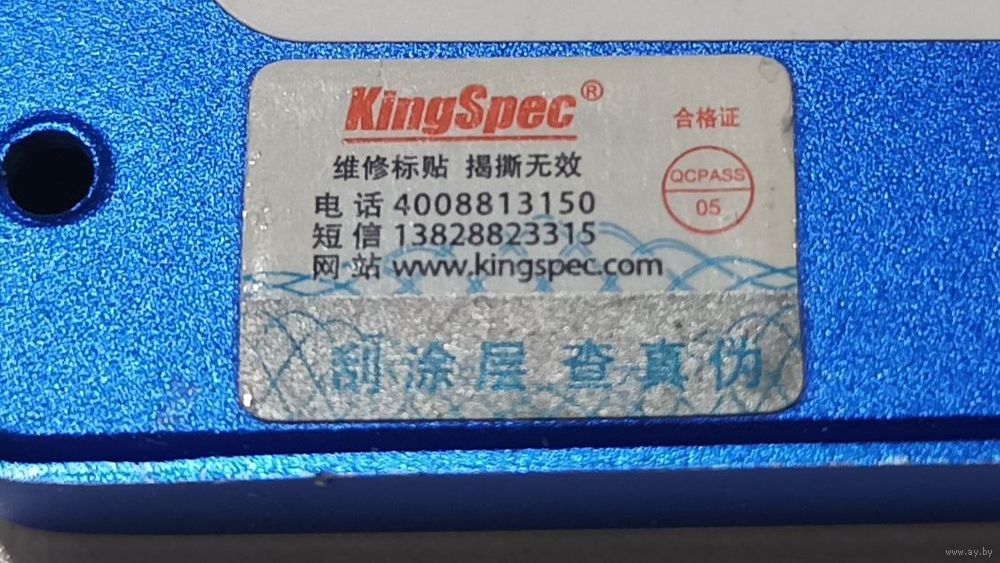 KingSpec®
合格证
维修标贴 揭撕无效
QCPASS
05
电话 4008813150
短信 13828823315
网站 www.kingspec.com
刮涂层 查真伪
www.ay.by